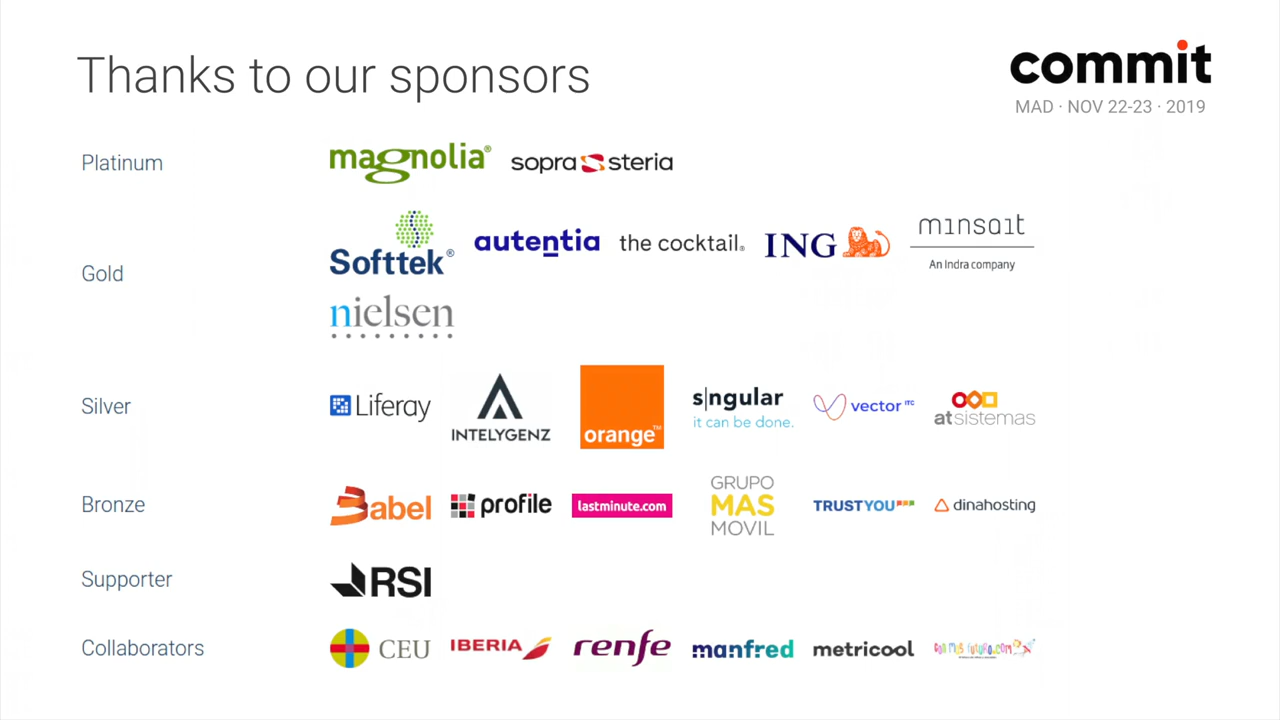 Thanks to our sponsors
commit
MAD · NOV 22-23 · 2019
Platinum
magnolia®
sopra steria
Gold
Softtek®
autentia
the cocktail®
ING
minsait
An Indra company
nielsen
Silver
Liferay
INTELYGENZ
orange™
s|ngular
it can be done.
vector ITC
atsistemas
Bronze
Babel
profile
lastminute.com
GRUPO
MAS
MOVIL
TRUSTYOU
dinahosting
Supporter
RSI
Collaborators
CEU
IBERIA
renfe
manfred
metricool